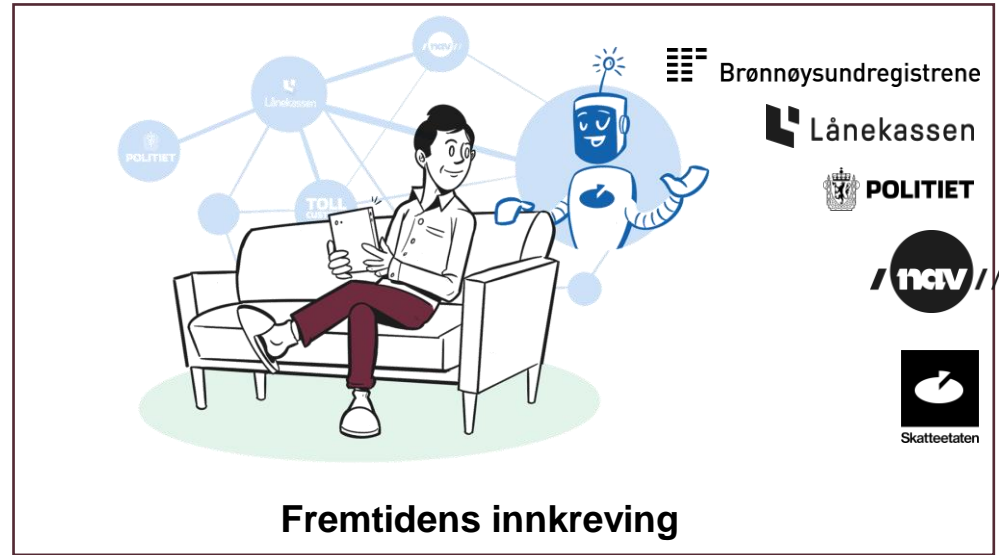 nav
Lånekassen
POLITIET
TOLL
Brønnøysundregistrene
Lånekassen
POLITIET
nav
Skatteetaten
Fremtidens innkreving